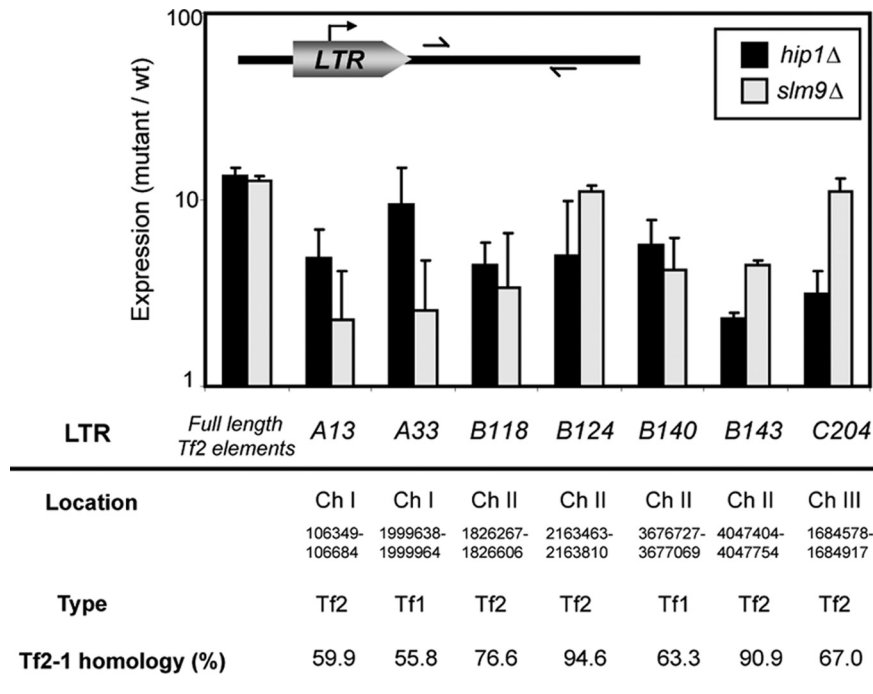 100
10
1
Expression (mutant / wt)
LTR
hip1Δ
slm9Δ
LTR
Full length
Tf2 elements
A13 A33 B118 B124 B140 B143 C204
Location
Ch I Ch I Ch II Ch II Ch II Ch II Ch III
106349- 1999638- 1826267- 2163463- 3676727- 4047404- 1684578-
106684 1999964 1826606 2163810 3677069 4047754 1684917
Type Tf2 Tf1 Tf2 Tf2 Tf1 Tf2 Tf2
Tf2-1 homology (%) 59.9 55.8 76.6 94.6 63.3 90.9 67.0